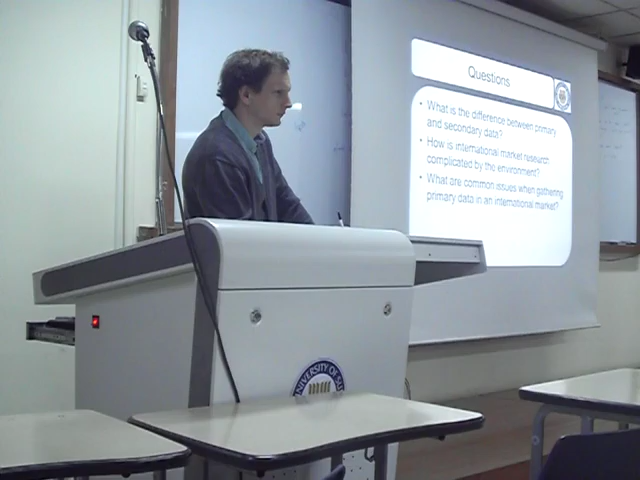 Questions
• What is the difference between primary
and secondary data?
• How is international market research
complicated by the environment?
• What are common issues when gathering
primary data in an international market?
UNIVERSITY OF